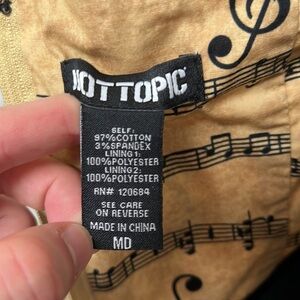 HOTTOPIC
SELF:
97%COTTON
3%SPANDEX
LINING1:
100%POLYESTER
LINING2:
100%POLYESTER
RN# 120684
SEE CARE
ON REVERSE
MADE IN CHINA
MD